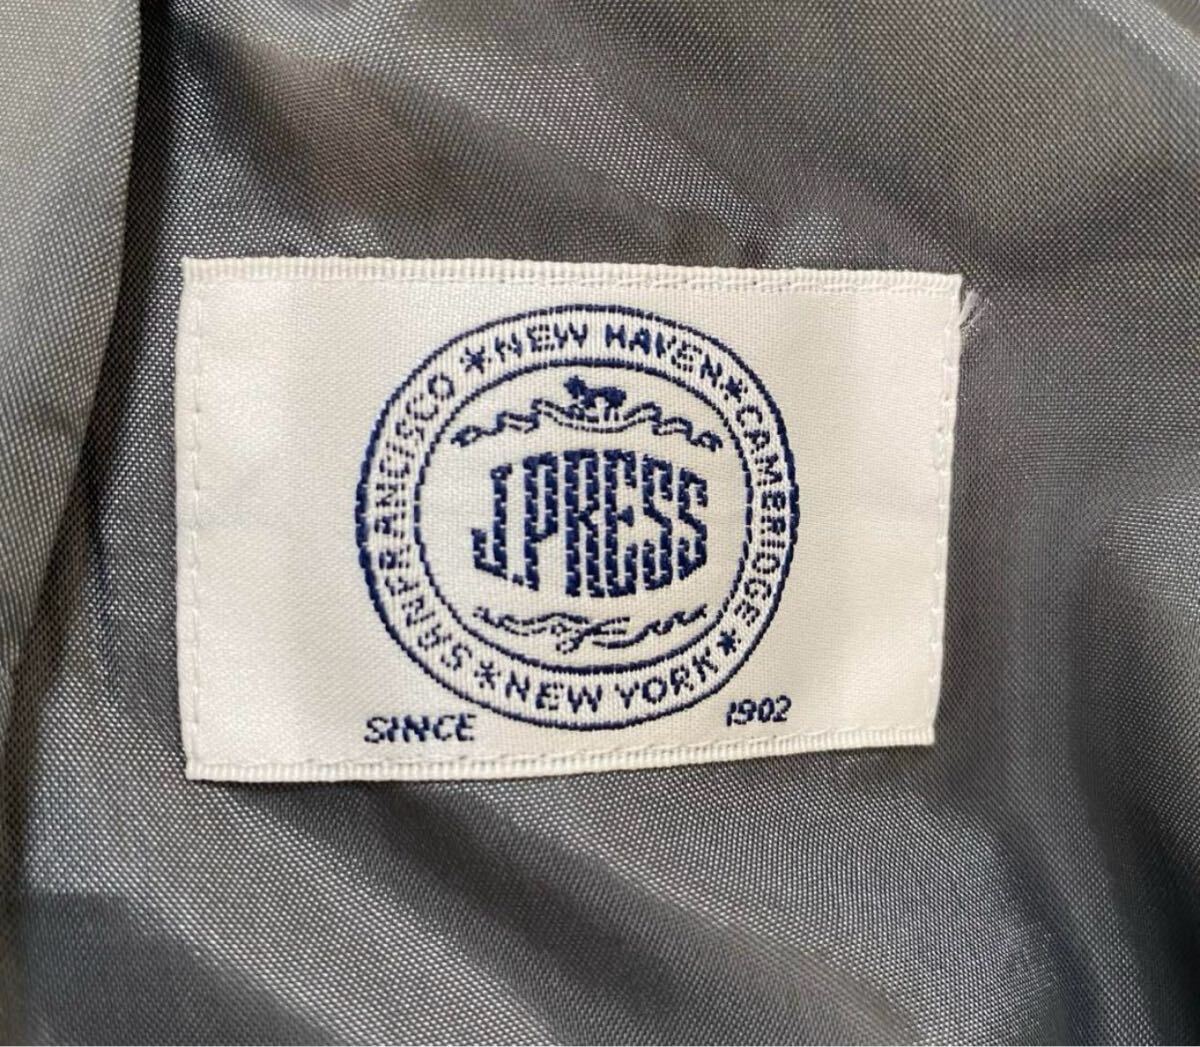 *NEW HAVEN*CAMBRIDGE*NEW YORK*SAN FRANCISCO
J.PRESS
SINCE 1902